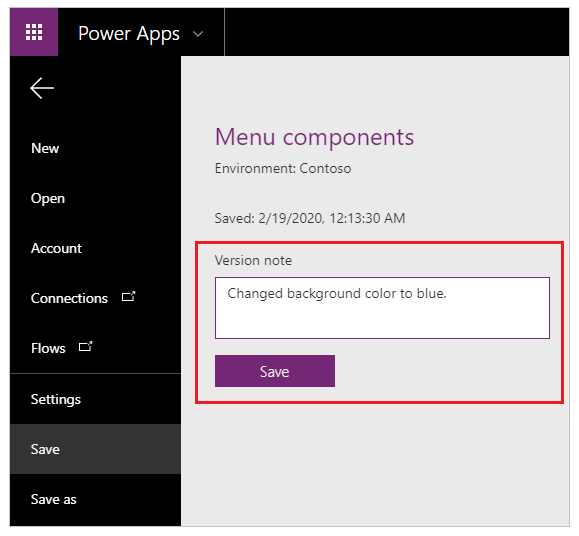 Power Apps
New
Open
Account
Connections
Flows
Settings
Save
Save as
Menu components
Environment: Contoso
Saved: 2/19/2020, 12:13:30 AM
Version note
Changed background color to blue.
Save